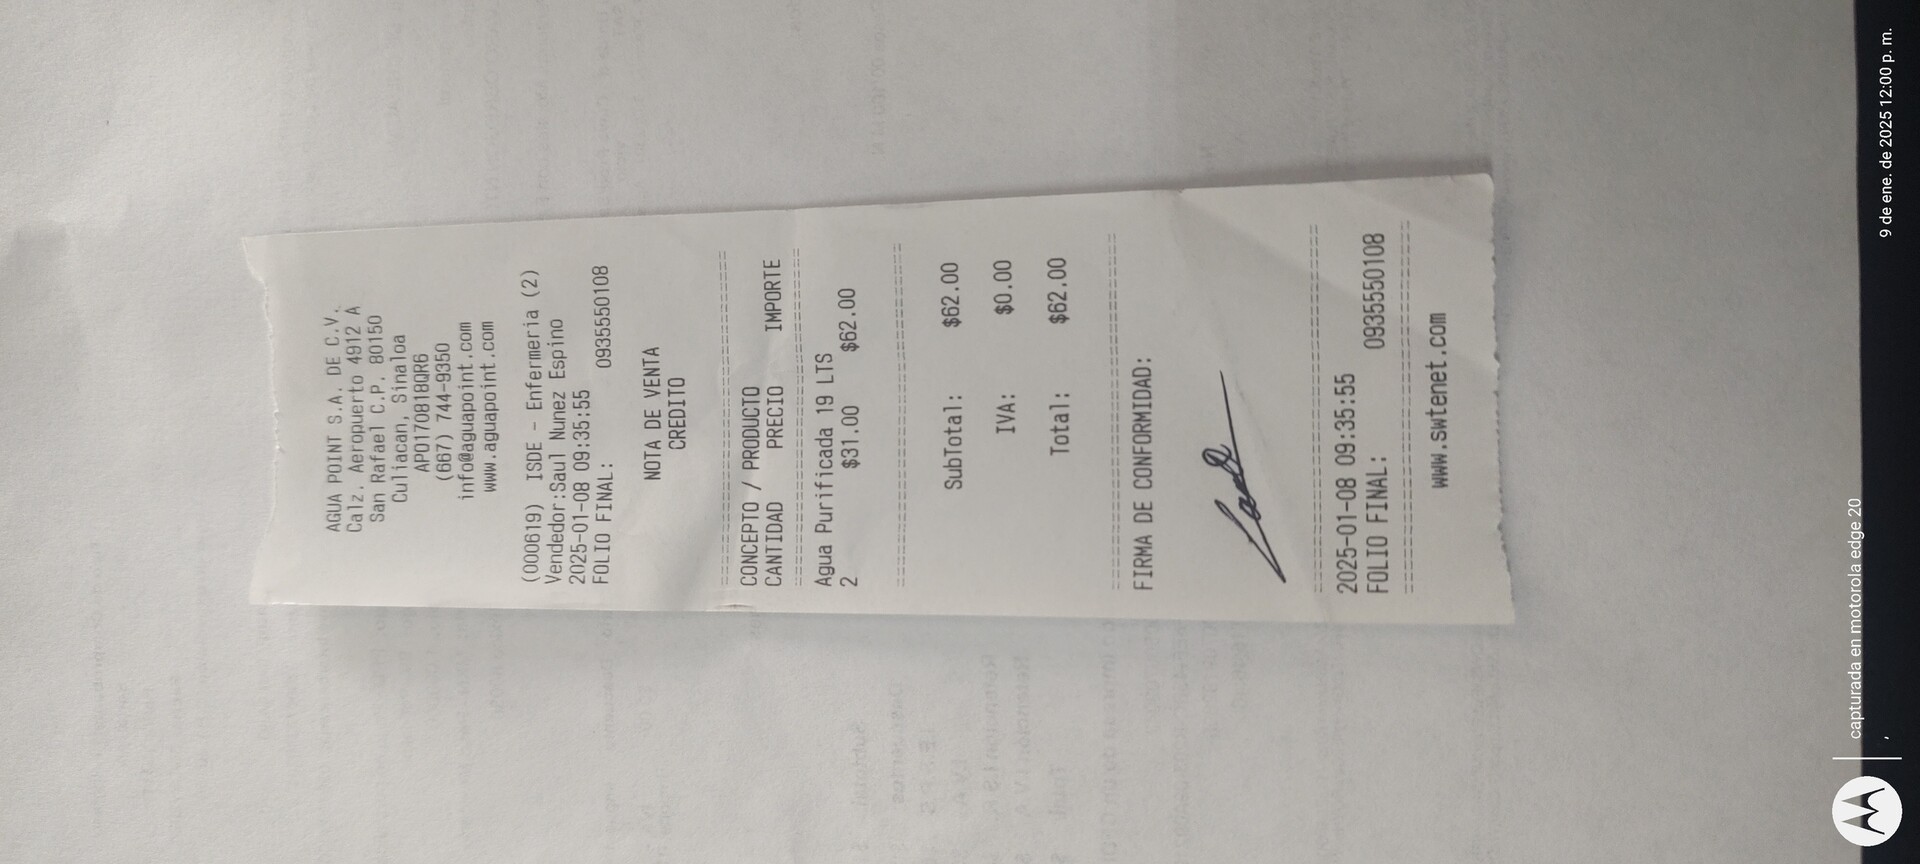 AGUA POINT S.A. DE C.V.
Calz. Aeropuerto 4912 A
San Rafael C.P. 80150
Culiacan, Sinaloa
APO1708181BQR6
(667) 744-9350
info@aguapoint.com
www.aguapoint.com
(000619) ISDE - Enfermeria (2)
Vendedor:Saul Nunez Espino
2025-01-08 09:35:55
FOLIO FINAL: 0935550108
NOTA DE VENTA
CREDITO
CONCEPTO / PRODUCTO
CANTIDAD PRECIO IMPORTE
Agua Purificada 19 LTS
2 $31.00 $62.00
SubTotal: $62.00
IVA: $0.00
Total: $62.00
FIRMA DE CONFORMIDAD:
2025-01-08 09:35:55
FOLIO FINAL: 0935550108
www.swtenet.com
capturada en motorola edge 20
9 de ene. de 2025 12:00 p. m.